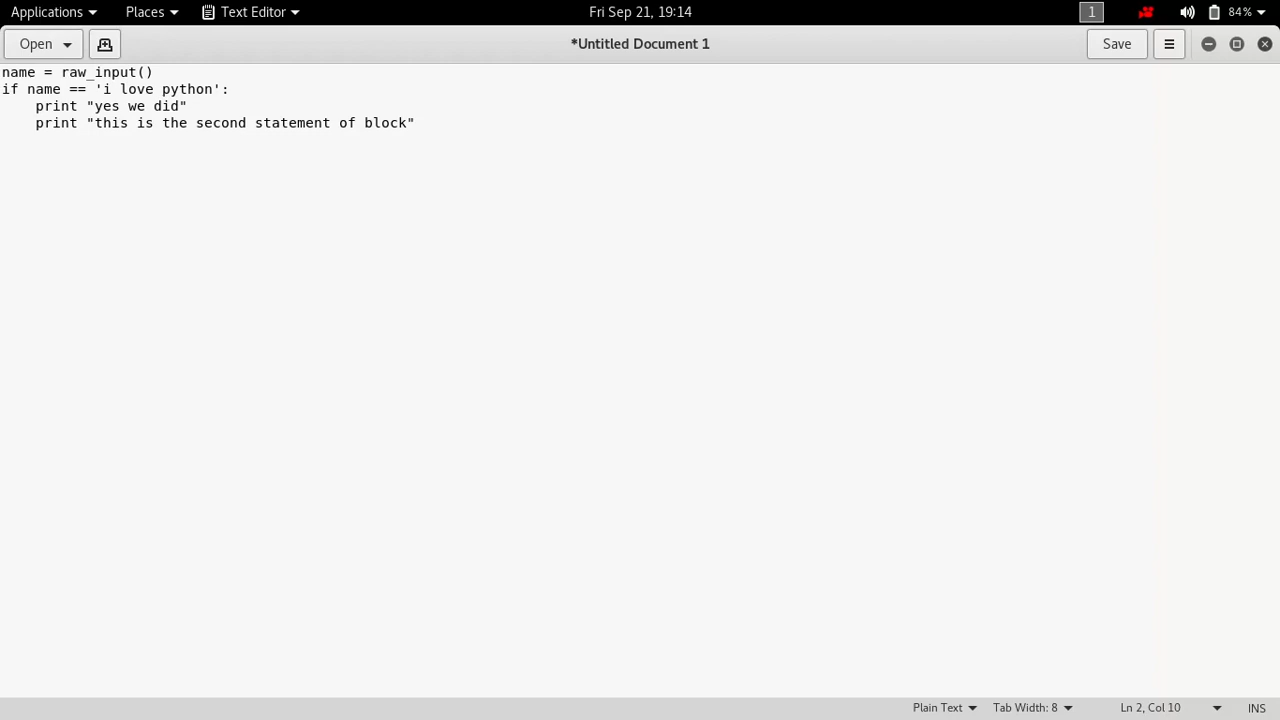 Applications Places Text Editor Fri Sep 21, 19:14 1 84%
Open *Untitled Document 1 Save
name = raw_input()
if name == 'i love python':
    print "yes we did"
    print "this is the second statement of block"
Plain Text Tab Width: 8 Ln 2, Col 10 INS